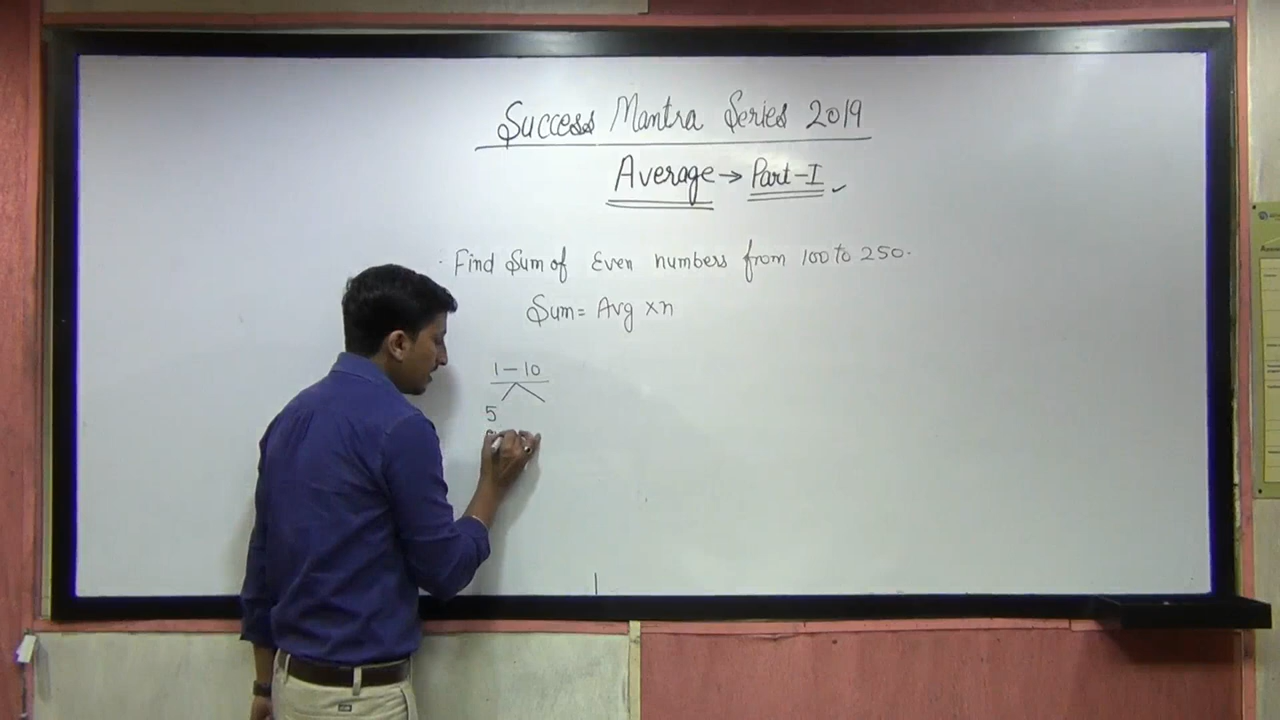 Success Mantra Series 2019
Average → Part-I
Find Sum of Even numbers from 100 to 250.
Sum = Avg × n
1 – 10
5